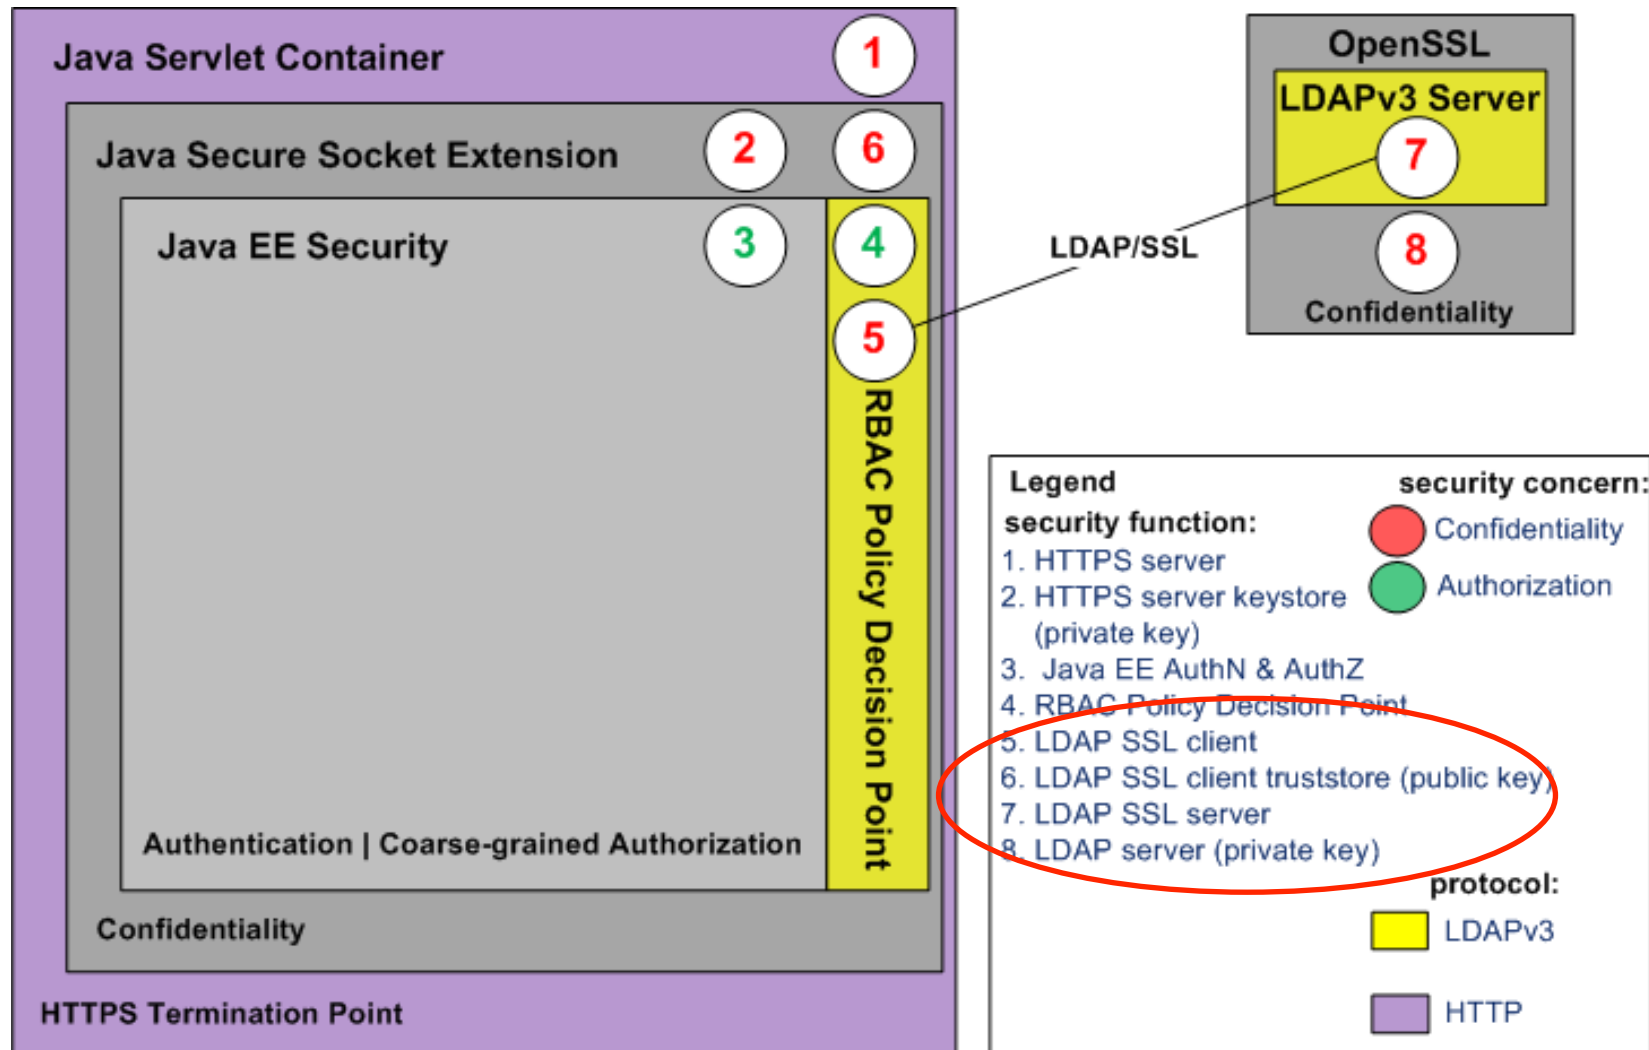 Java Servlet Container
1
Java Secure Socket Extension
2
6
Java EE Security
3
4
5
RBAC Policy Decision Point
Authentication | Coarse-grained Authorization
Confidentiality
HTTPS Termination Point
LDAP/SSL
OpenSSL
LDAPv3 Server
7
8
Confidentiality
Legend
security function:
1. HTTPS server
2. HTTPS server keystore
(private key)
3. Java EE AuthN & AuthZ
4. RBAC Policy Decision Point
5. LDAP SSL client
6. LDAP SSL client truststore (public key)
7. LDAP SSL server
8. LDAP server (private key)
security concern:
Confidentiality
Authorization
protocol:
LDAPv3
HTTP